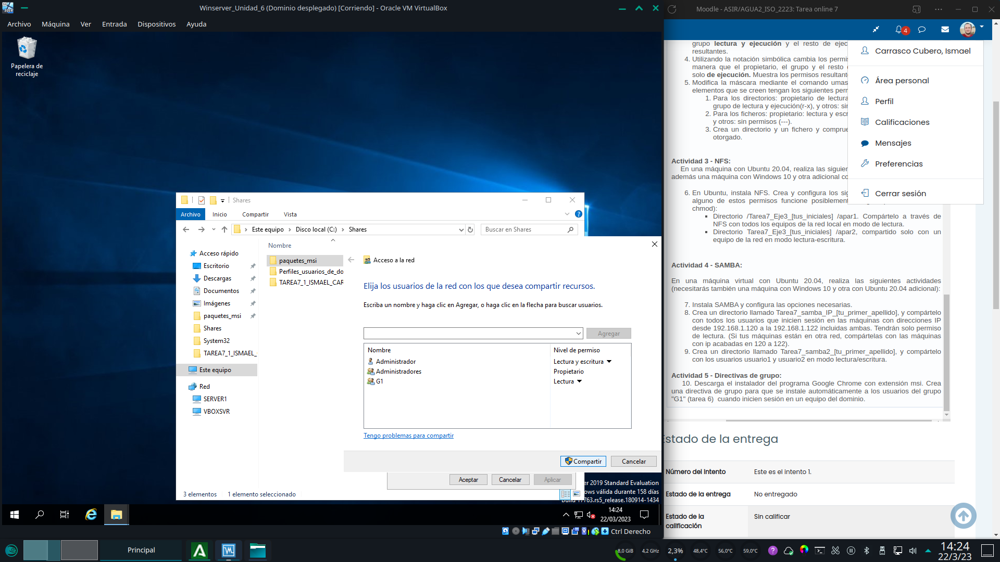 Winserver_Unidad_6 (Dominio desplegado) [Corriendo] - Oracle VM VirtualBox
Archivo Máquina Ver Entrada Dispositivos Ayuda
Papelera de
reciclaje
Shares
Archivo Inicio Compartir Vista
Este equipo Disco local (C:) Shares
Buscar en Shares
Nombre
Acceso rápido
Escritorio
Descargas
Documentos
Imágenes
paquetes_msi
Shares
System32
TAREA7_1_ISMAEL_
Este equipo
Red
SERVER1
VBOXSVR
paquetes_msi
Perfiles_usuarios_de_do
TAREA7_1_ISMAEL_CAR
Acceso a la red
Elija los usuarios de la red con los que desea compartir recursos.
Escriba un nombre y haga clic en Agregar, o haga clic en la flecha para buscar usuarios.
Agregar
Nombre Nivel de permiso
Administrador Lectura y escritura
Administradores Propietario
G1 Lectura
Tengo problemas para compartir
Compartir Cancelar
Aceptar Cancelar Aplicar
3 elementos 1 elemento seleccionado
er 2019 Standard Evaluation
ows válida durante 158 días
Build 17763.rs5_release.180914-1434
14:24
22/03/2023
Ctrl Derecho
Moodle - ASIR/AGUA2_ISO_2223: Tarea online 7
4
Carrasco Cubero, Ismael
Área personal
Perfil
Calificaciones
Mensajes
Preferencias
Cerrar sesión
grupo lectura y ejecución y el resto de ejec
resultantes.
4. Utilizando la notación simbólica cambia los permis
manera que el propietario, el grupo y el resto
solo de ejecución. Muestra los permisos resultant
5. Modifica la máscara mediante el comando umas
elementos que se creen tengan los siguientes perm
1. Para los directorios: propietario de lectura
grupo de lectura y ejecución(r-x), y otros: sin
2. Para los ficheros: propietario: lectura y escr
y otros: sin permisos (---).
3. Crea un directorio y un fichero y comprue
otorgado.
Actividad 3 - NFS:
En una máquina con Ubuntu 20.04, realiza las siguien
además una máquina con Windows 10 y otra adicional co
6. En Ubuntu, instala NFS. Crea y configura los sig
alguno de estos permisos funcione posiblement
chmod):
Directorio /Tarea7_Eje3_[tus_iniciales] /apar1. Compártelo a través de
NFS con todos los equipos de la red local en modo de lectura.
Directorio Tarea7_Eje3_[tus_iniciales] /apar2, compartido solo con un
equipo de la red en modo lectura-escritura.
Actividad 4 - SAMBA:
En una máquina virtual con Ubuntu 20.04, realiza las siguientes actividades
(necesitarás también una máquina con Windows 10 y otra con Ubuntu 20.04 adicional):
7. Instala SAMBA y configura las opciones necesarias.
8. Crea un directorio llamado Tarea7_samba_IP_[tu_primer_apellido], y compártelo
con todos los usuarios que inicien sesión en las máquinas con direcciones IP
desde 192.168.1.120 a la 192.168.1.122 incluidas ambas. Tendrán solo permiso
de lectura. (Si tus máquinas están en otra red, compártelas con las máquinas
con ip acabadas en 120 a 122).
9. Crea un directorio llamado Tarea7_samba2_[tu_primer_apellido], y compártelo
con los usuarios usuario1 y usuario2 en modo lectura/escritura.
Actividad 5 - Directivas de grupo:
10. Descarga el instalador del programa Google Chrome con extensión msi. Crea
una directiva de grupo para que se instale automáticamente a los usuarios del grupo
"G1" (tarea 6) cuando inicien sesión en un equipo del dominio.
Estado de la entrega
Número del Intento Este es el intento 1.
Estado de la entrega No entregado
Estado de la Sin calificar
calificación
Principal
8,0 GiB 4,2 GHz 2,3% 48,4°C 56,0°C 59,0°C
14:24
22/3/23